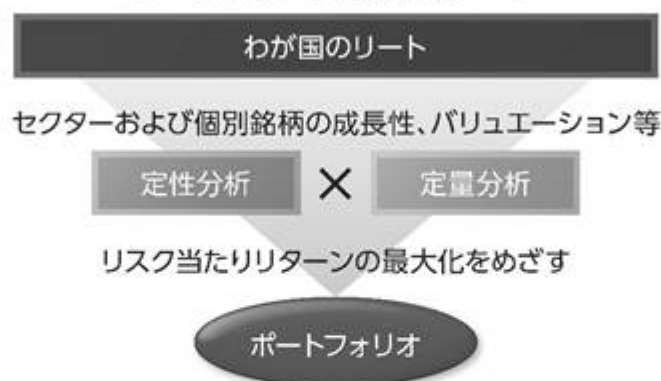 わが国のリート
セクターおよび個別銘柄の成長性、バリュエーション等
定性分析 × 定量分析
リスク当たりリターンの最大化をめざす
ポートフォリオ